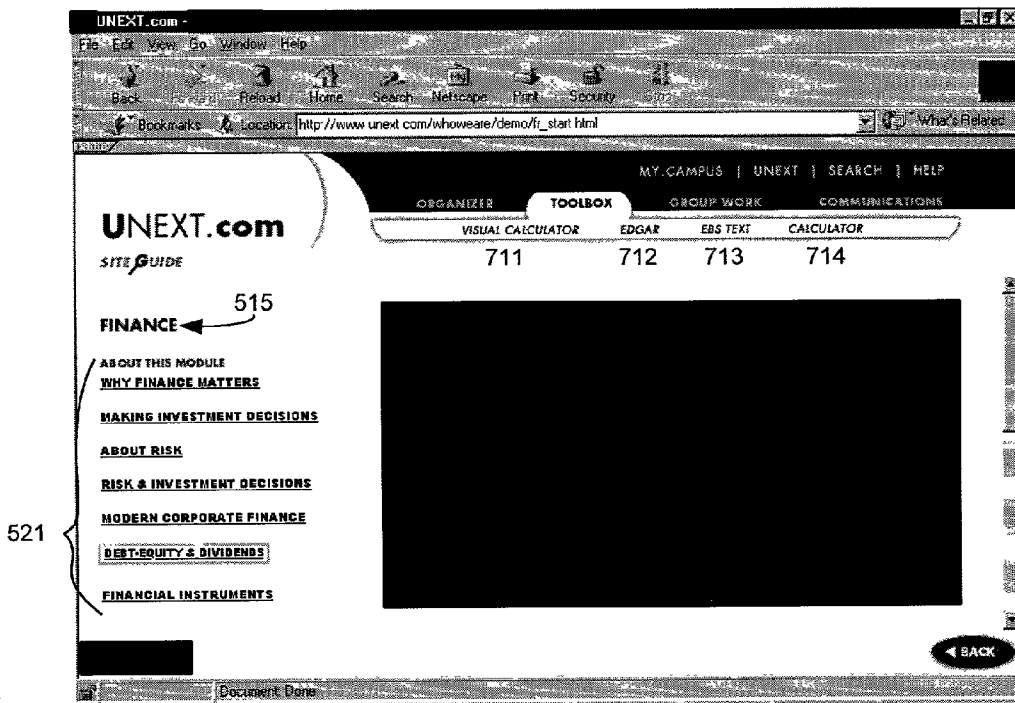 UNEXT.com -
File Edit View Go Window Help
Back Forward Reload Home Search Netscape Print Security Stop
Bookmarks Location: http://www.unext.com/whoweare/demo/fr_start.html What's Related
MY.CAMPUS | UNEXT | SEARCH | HELP
ORGANIZER TOOLBOX GROUP WORK COMMUNICATIONS
UNEXT.com
VISUAL CALCULATOR EDGAR EBS TEXT CALCULATOR
SITE GUIDE
711 712 713 714
515
FINANCE
ABOUT THIS MODULE
WHY FINANCE MATTERS
MAKING INVESTMENT DECISIONS
ABOUT RISK
RISK & INVESTMENT DECISIONS
MODERN CORPORATE FINANCE
521
DEBT-EQUITY & DIVIDENDS
FINANCIAL INSTRUMENTS
BACK
Document: Done